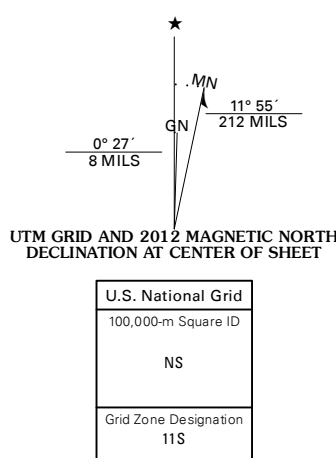 MN
11° 55´
212 MILS
GN
0° 27´
8 MILS
UTM GRID AND 2012 MAGNETIC NORTH
DECLINATION AT CENTER OF SHEET
U.S. National Grid
100,000-m Square ID
NS
Grid Zone Designation
11S